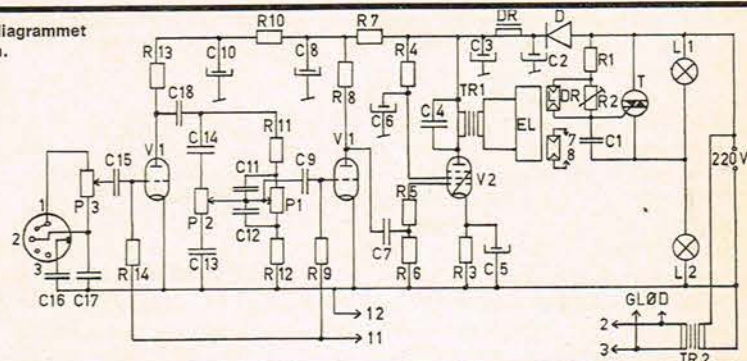 diagrammet
n.
R10
R7
DR
D
R13
C10
C8
R4
C3
C2
R1
L1
R8
T
C18
TR1
DR
R2
C6
C14
R11
C4
EL
C1
V1
C15
C11
C9
V1
7
8
220V
P3
V2
1
P2
P1
R5
2
C12
C7
R14
R12
R9
R6
R3
C5
3
C13
L2
C16
C17
12
GLØD
11
2
3
TR2